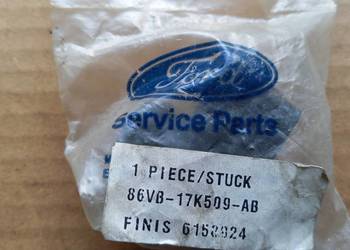 Ford
Service Parts
1 PIECE/STUCK
86VB-17K509-AB
FINIS 6158924